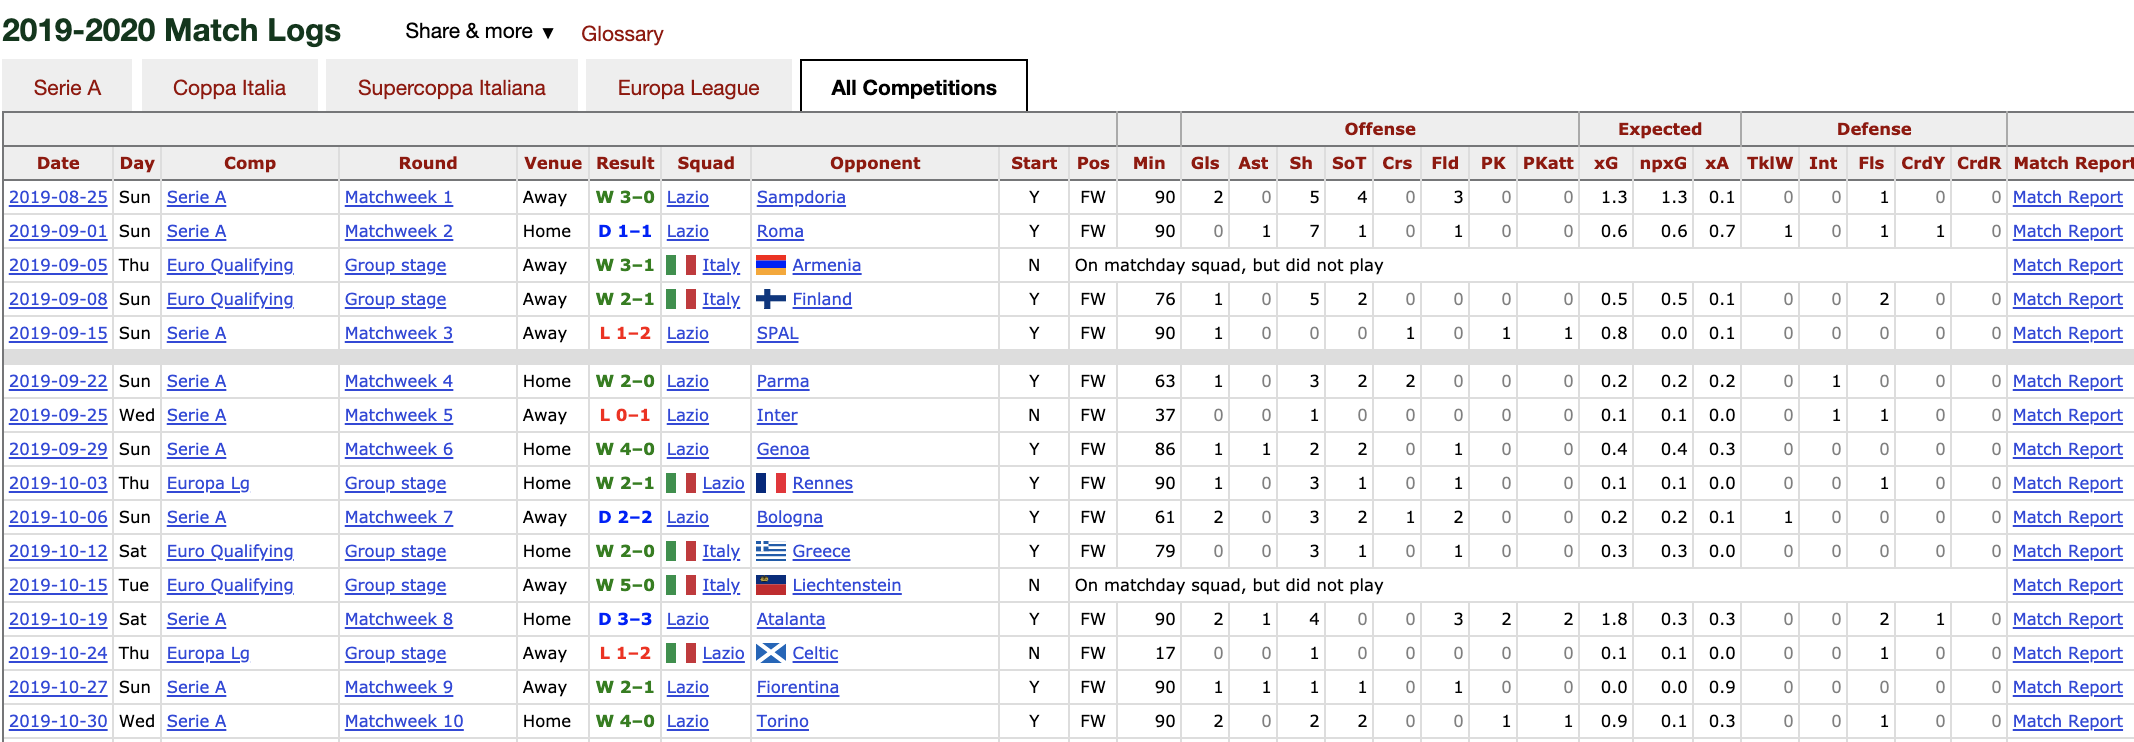 2019-2020 Match Logs Share & more ▼ Glossary
Serie A Coppa Italia Supercoppa Italiana Europa League All Competitions
Offense Expected Defense
Date Day Comp Round Venue Result Squad Opponent Start Pos Min Gls Ast Sh SoT Crs Fld PK PKatt xG npxG xA TklW Int Fls CrdY CrdR Match Report
2019-08-25 Sun Serie A Matchweek 1 Away W 3–0 Lazio Sampdoria Y FW 90 2 0 5 4 0 3 0 0 1.3 1.3 0.1 0 0 1 0 0 Match Report
2019-09-01 Sun Serie A Matchweek 2 Home D 1–1 Lazio Roma Y FW 90 0 1 7 1 0 1 0 0 0.6 0.6 0.7 1 0 1 1 0 Match Report
2019-09-05 Thu Euro Qualifying Group stage Away W 3–1 Italy Armenia N On matchday squad, but did not play Match Report
2019-09-08 Sun Euro Qualifying Group stage Away W 2–1 Italy Finland Y FW 76 1 0 5 2 0 0 0 0 0.5 0.5 0.1 0 0 2 0 0 Match Report
2019-09-15 Sun Serie A Matchweek 3 Away L 1–2 Lazio SPAL Y FW 90 1 0 0 0 1 0 1 1 0.8 0.0 0.1 0 0 0 0 0 Match Report
2019-09-22 Sun Serie A Matchweek 4 Home W 2–0 Lazio Parma Y FW 63 1 0 3 2 2 0 0 0 0.2 0.2 0.2 0 1 0 0 0 Match Report
2019-09-25 Wed Serie A Matchweek 5 Away L 0–1 Lazio Inter N FW 37 0 0 1 0 0 0 0 0 0.1 0.1 0.0 0 1 1 0 0 Match Report
2019-09-29 Sun Serie A Matchweek 6 Home W 4–0 Lazio Genoa Y FW 86 1 1 2 2 0 1 0 0 0.4 0.4 0.3 0 0 0 0 0 Match Report
2019-10-03 Thu Europa Lg Group stage Home W 2–1 Lazio Rennes Y FW 90 1 0 3 1 0 1 0 0 0.1 0.1 0.0 0 0 1 0 0 Match Report
2019-10-06 Sun Serie A Matchweek 7 Away D 2–2 Lazio Bologna Y FW 61 2 0 3 2 1 2 0 0 0.2 0.2 0.1 1 0 0 0 0 Match Report
2019-10-12 Sat Euro Qualifying Group stage Home W 2–0 Italy Greece Y FW 79 0 0 3 1 0 1 0 0 0.3 0.3 0.0 0 0 0 0 0 Match Report
2019-10-15 Tue Euro Qualifying Group stage Away W 5–0 Italy Liechtenstein N On matchday squad, but did not play Match Report
2019-10-19 Sat Serie A Matchweek 8 Home D 3–3 Lazio Atalanta Y FW 90 2 1 4 0 0 3 2 2 1.8 0.3 0.3 0 0 2 1 0 Match Report
2019-10-24 Thu Europa Lg Group stage Away L 1–2 Lazio Celtic N FW 17 0 0 1 0 0 0 0 0 0.1 0.1 0.0 0 0 1 0 0 Match Report
2019-10-27 Sun Serie A Matchweek 9 Away W 2–1 Lazio Fiorentina Y FW 90 1 1 1 1 0 1 0 0 0.0 0.0 0.9 0 0 0 0 0 Match Report
2019-10-30 Wed Serie A Matchweek 10 Home W 4–0 Lazio Torino Y FW 90 2 0 2 2 0 0 1 1 0.9 0.1 0.3 0 0 1 0 0 Match Report